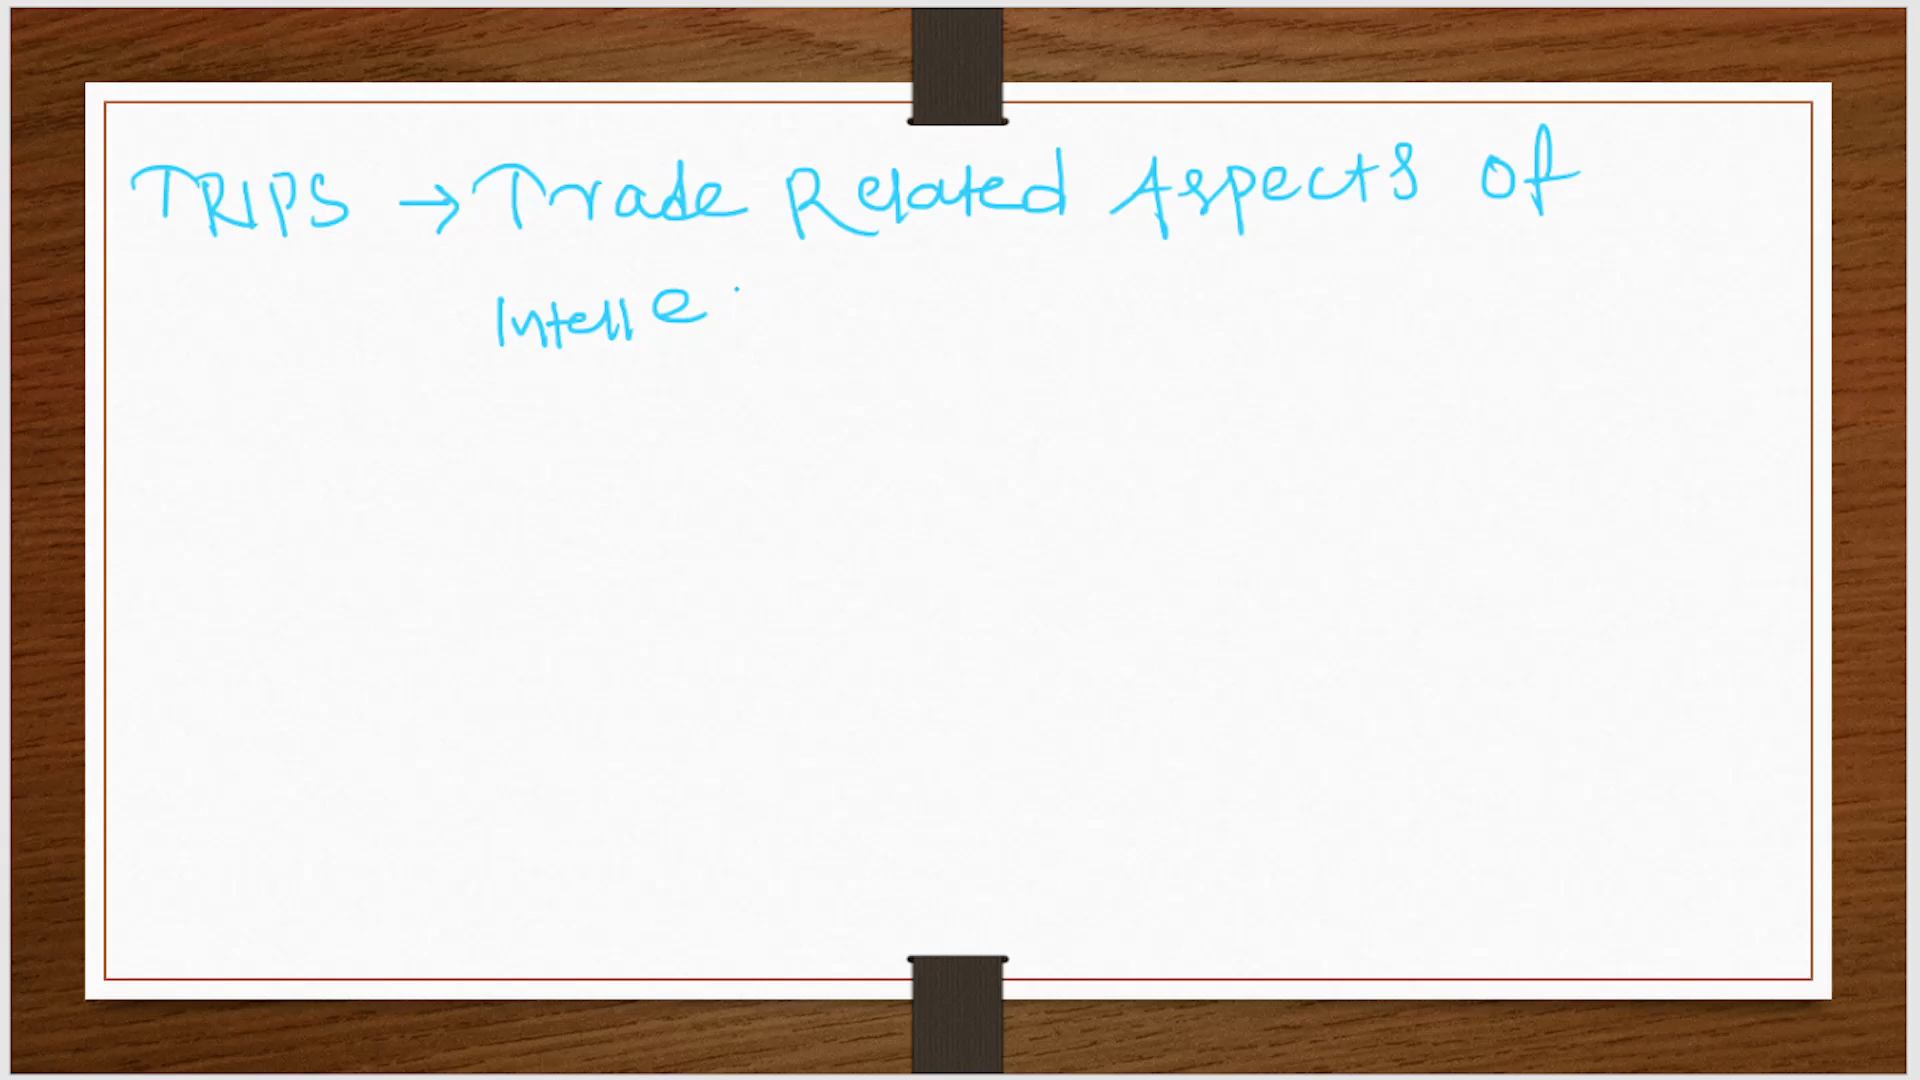 TRIPS → Trade Related Aspects of
Intelle